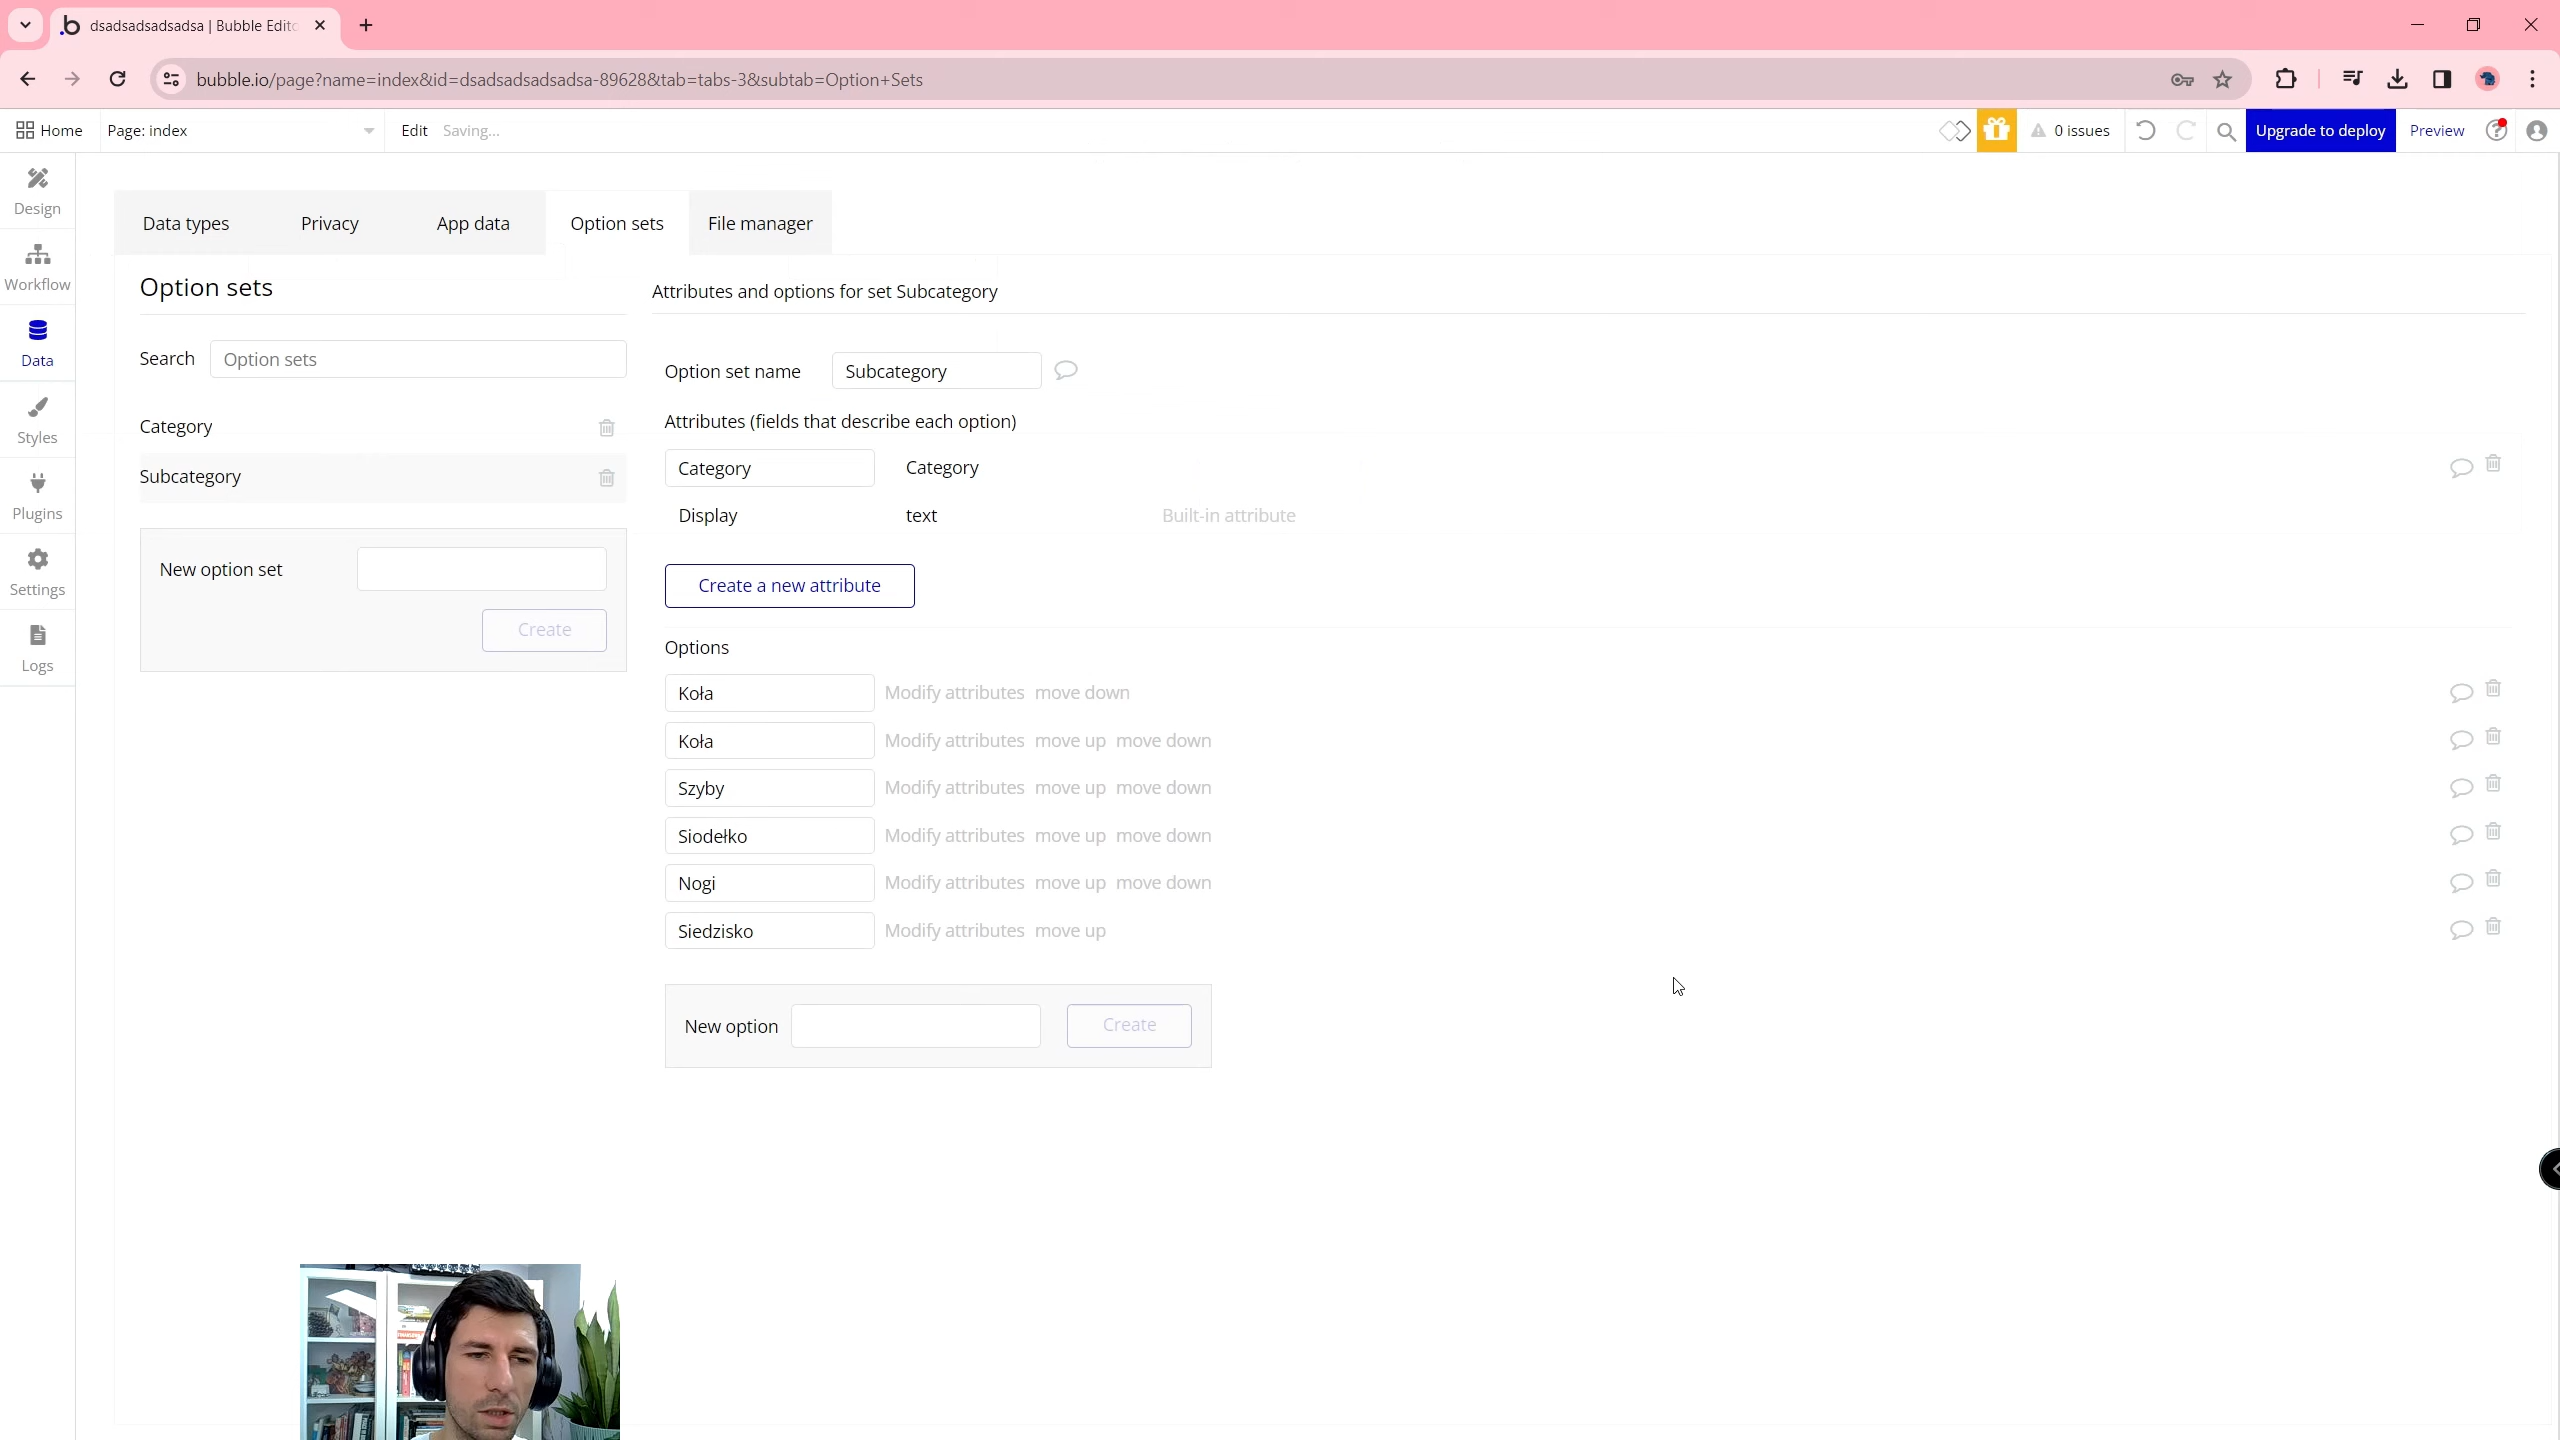 dsadsadsadsadsa | Bubble Edito
bubble.io/page?name=index&id=dsadsadsadsadsa-89628&tab=tabs-3&subtab=Option+Sets
Home
Page: index
Edit
Saving...
0 issues
Upgrade to deploy
Preview
Design
Workflow
Data
Styles
Plugins
Settings
Logs
Data types
Privacy
App data
Option sets
File manager
Option sets
Search
Option sets
Category
Subcategory
New option set
Create
Attributes and options for set Subcategory
Option set name
Subcategory
Attributes (fields that describe each option)
Category
Category
Display
text
Built-in attribute
Create a new attribute
Options
Koła
Modify attributes move down
Koła
Modify attributes move up move down
Szyby
Modify attributes move up move down
Siodełko
Modify attributes move up move down
Nogi
Modify attributes move up move down
Siedzisko
Modify attributes move up
New option
Create